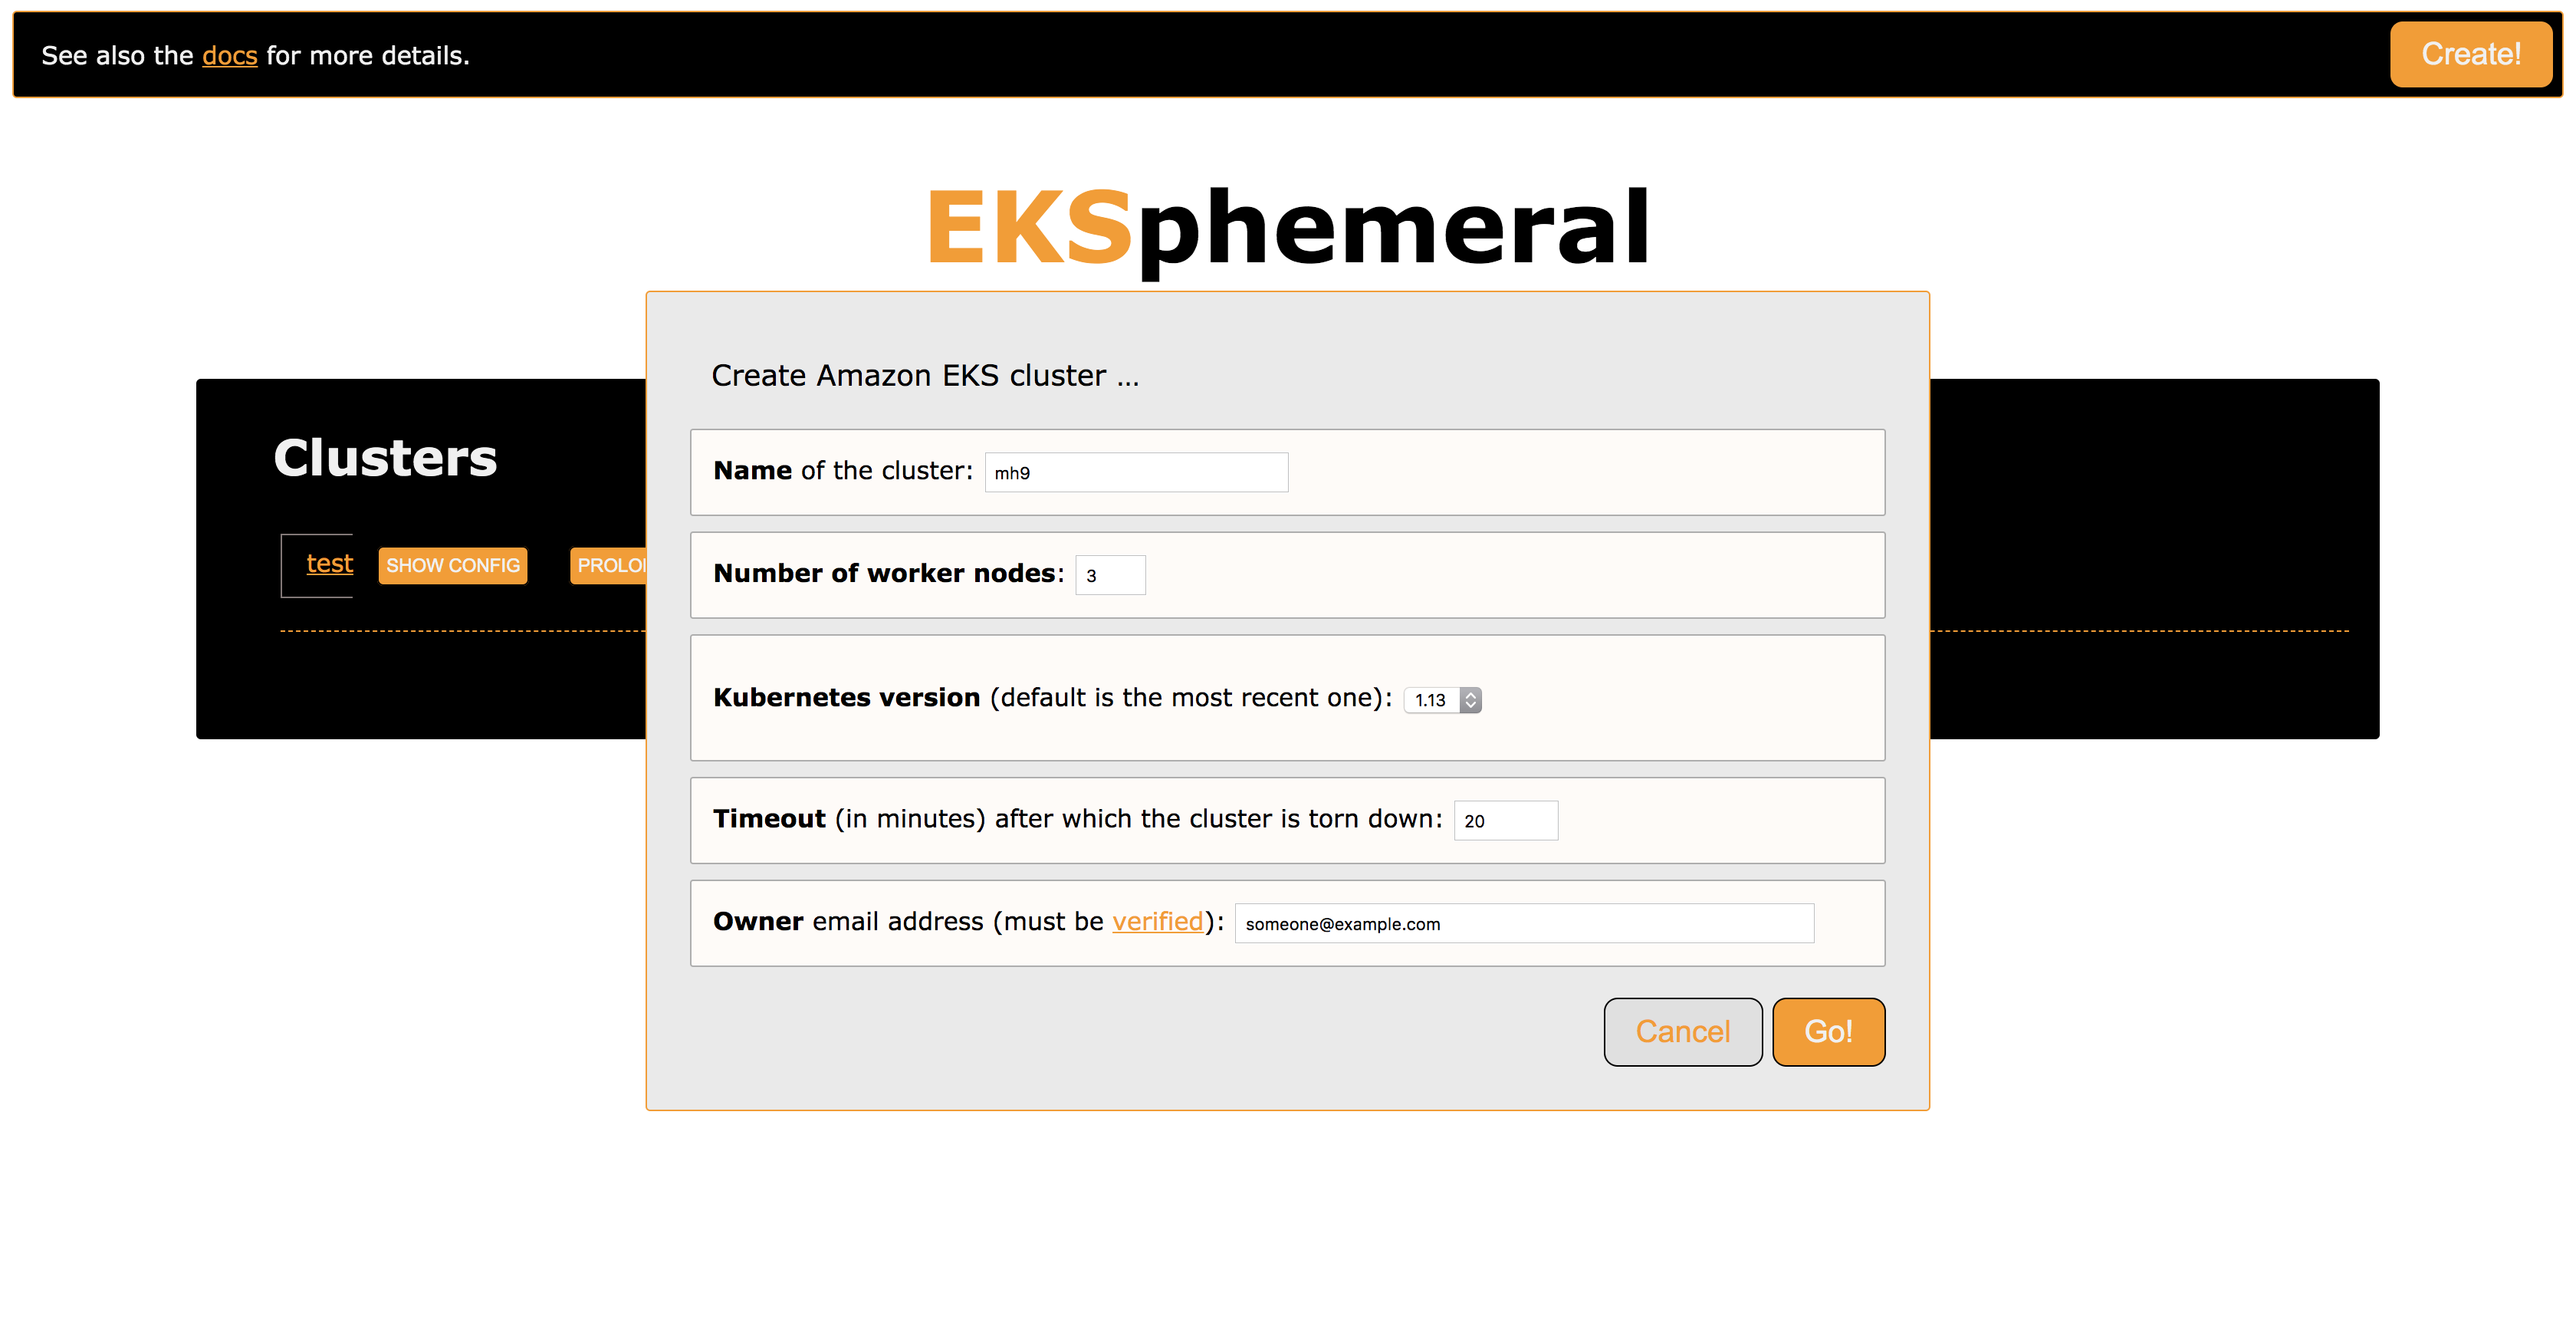 See also the docs for more details.
Create!
EKSphemeral
Create Amazon EKS cluster ...
Clusters
Name of the cluster: mh9
test SHOW CONFIG
Number of worker nodes: 3
Kubernetes version (default is the most recent one): 1.13
Timeout (in minutes) after which the cluster is torn down: 20
Owner email address (must be verified): someone@example.com
Cancel Go!